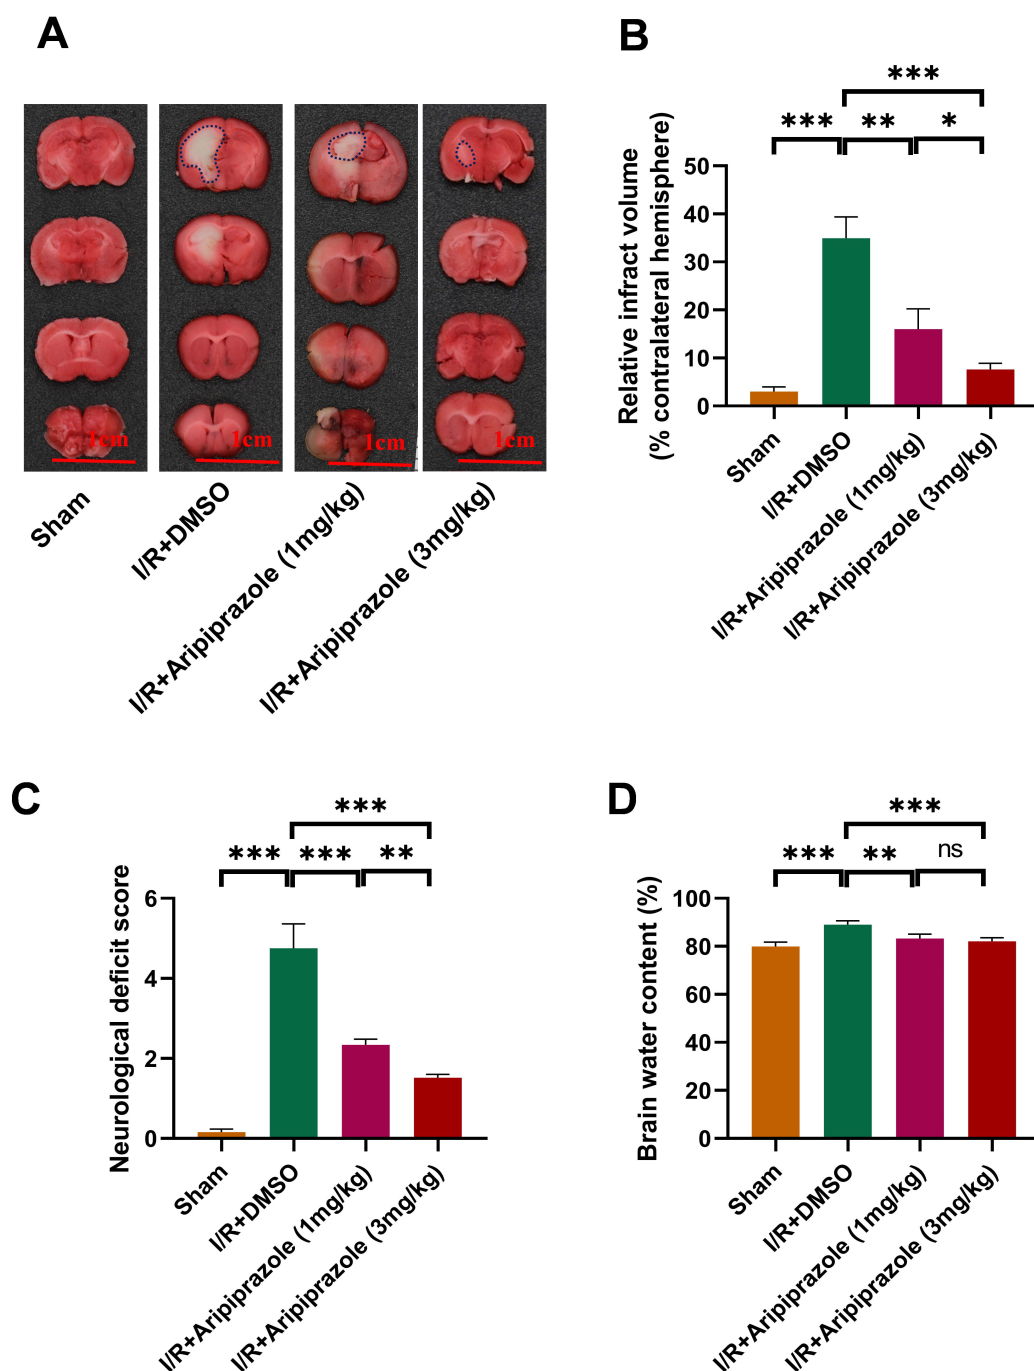 A
1cm
1cm
1cm
1cm
Sham
I/R+DMSO
I/R+Aripiprazole (1mg/kg)
I/R+Aripiprazole (3mg/kg)
B
***
***
**
*
Relative infract volume
(% contralateral hemisphere)
50
40
30
20
10
0
Sham
I/R+DMSO
I/R+Aripiprazole (1mg/kg)
I/R+Aripiprazole (3mg/kg)
C
***
***
***
**
Neurological deficit score
6
4
2
0
Sham
I/R+DMSO
I/R+Aripiprazole (1mg/kg)
I/R+Aripiprazole (3mg/kg)
D
***
***
**
ns
Brain water content (%)
100
80
60
40
20
0
Sham
I/R+DMSO
I/R+Aripiprazole (1mg/kg)
I/R+Aripiprazole (3mg/kg)